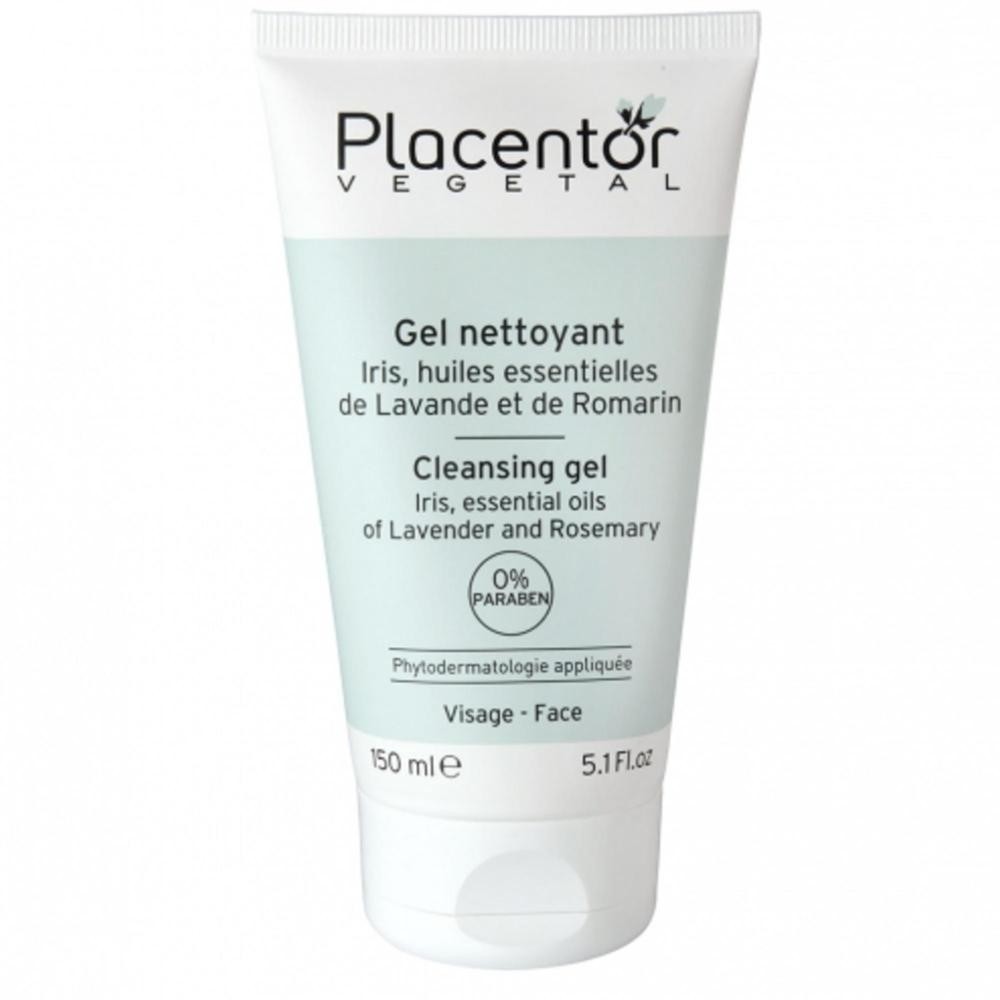 Placentor
VEGETAL
Gel nettoyant
Iris, huiles essentielles
de Lavande et de Romarin
Cleansing gel
Iris, essential oils
of Lavender and Rosemary
0%
PARABEN
Phytodermatologie appliquée
Visage - Face
150 ml ℮
5.1 Fl.oz